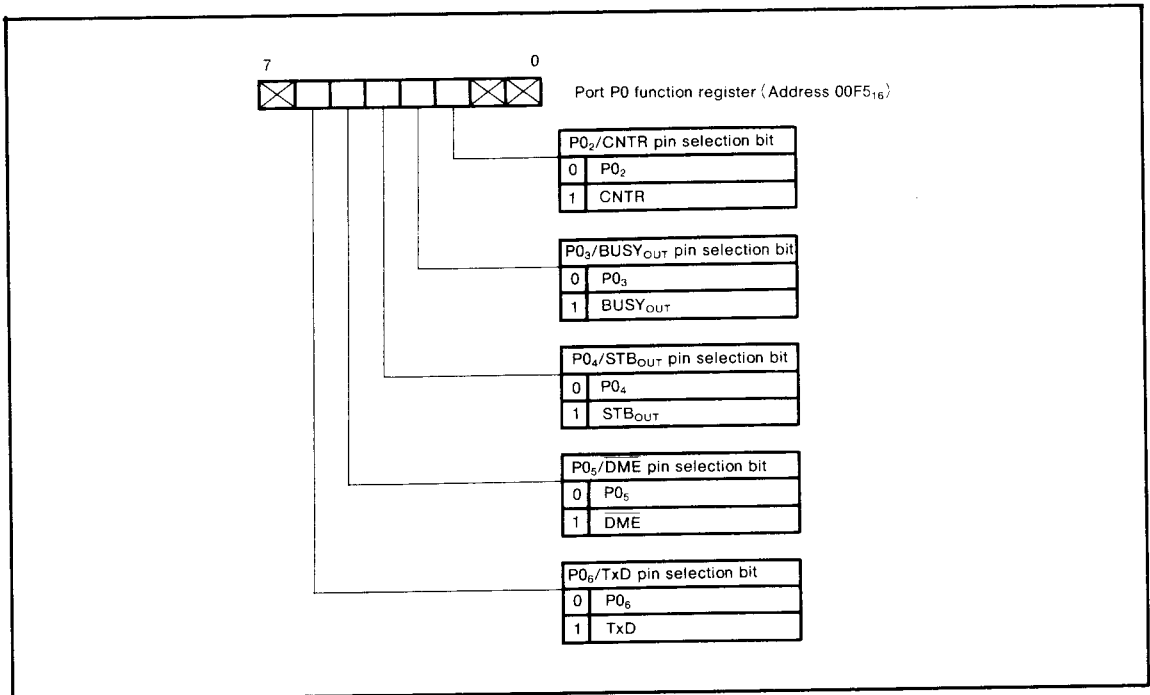 7 0
Port P0 function register (Address 00F5₁₆)
P0₂/CNTR pin selection bit
0 P0₂
1 CNTR
P0₃/BUSY_OUT pin selection bit
0 P0₃
1 BUSY_OUT
P0₄/STB_OUT pin selection bit
0 P0₄
1 STB_OUT
P0₅/D̅M̅E̅ pin selection bit
0 P0₅
1 D̅M̅E̅
P0₆/TxD pin selection bit
0 P0₆
1 TxD